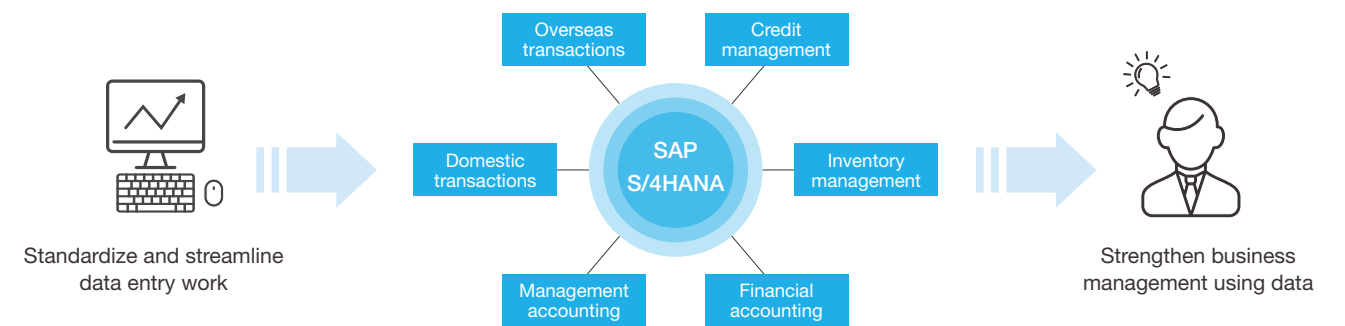 Overseas
transactions
Credit
management
SAP
S/4HANA
Domestic
transactions
Inventory
management
Standardize and streamline
data entry work
Strengthen business
management using data
Management
accounting
Financial
accounting